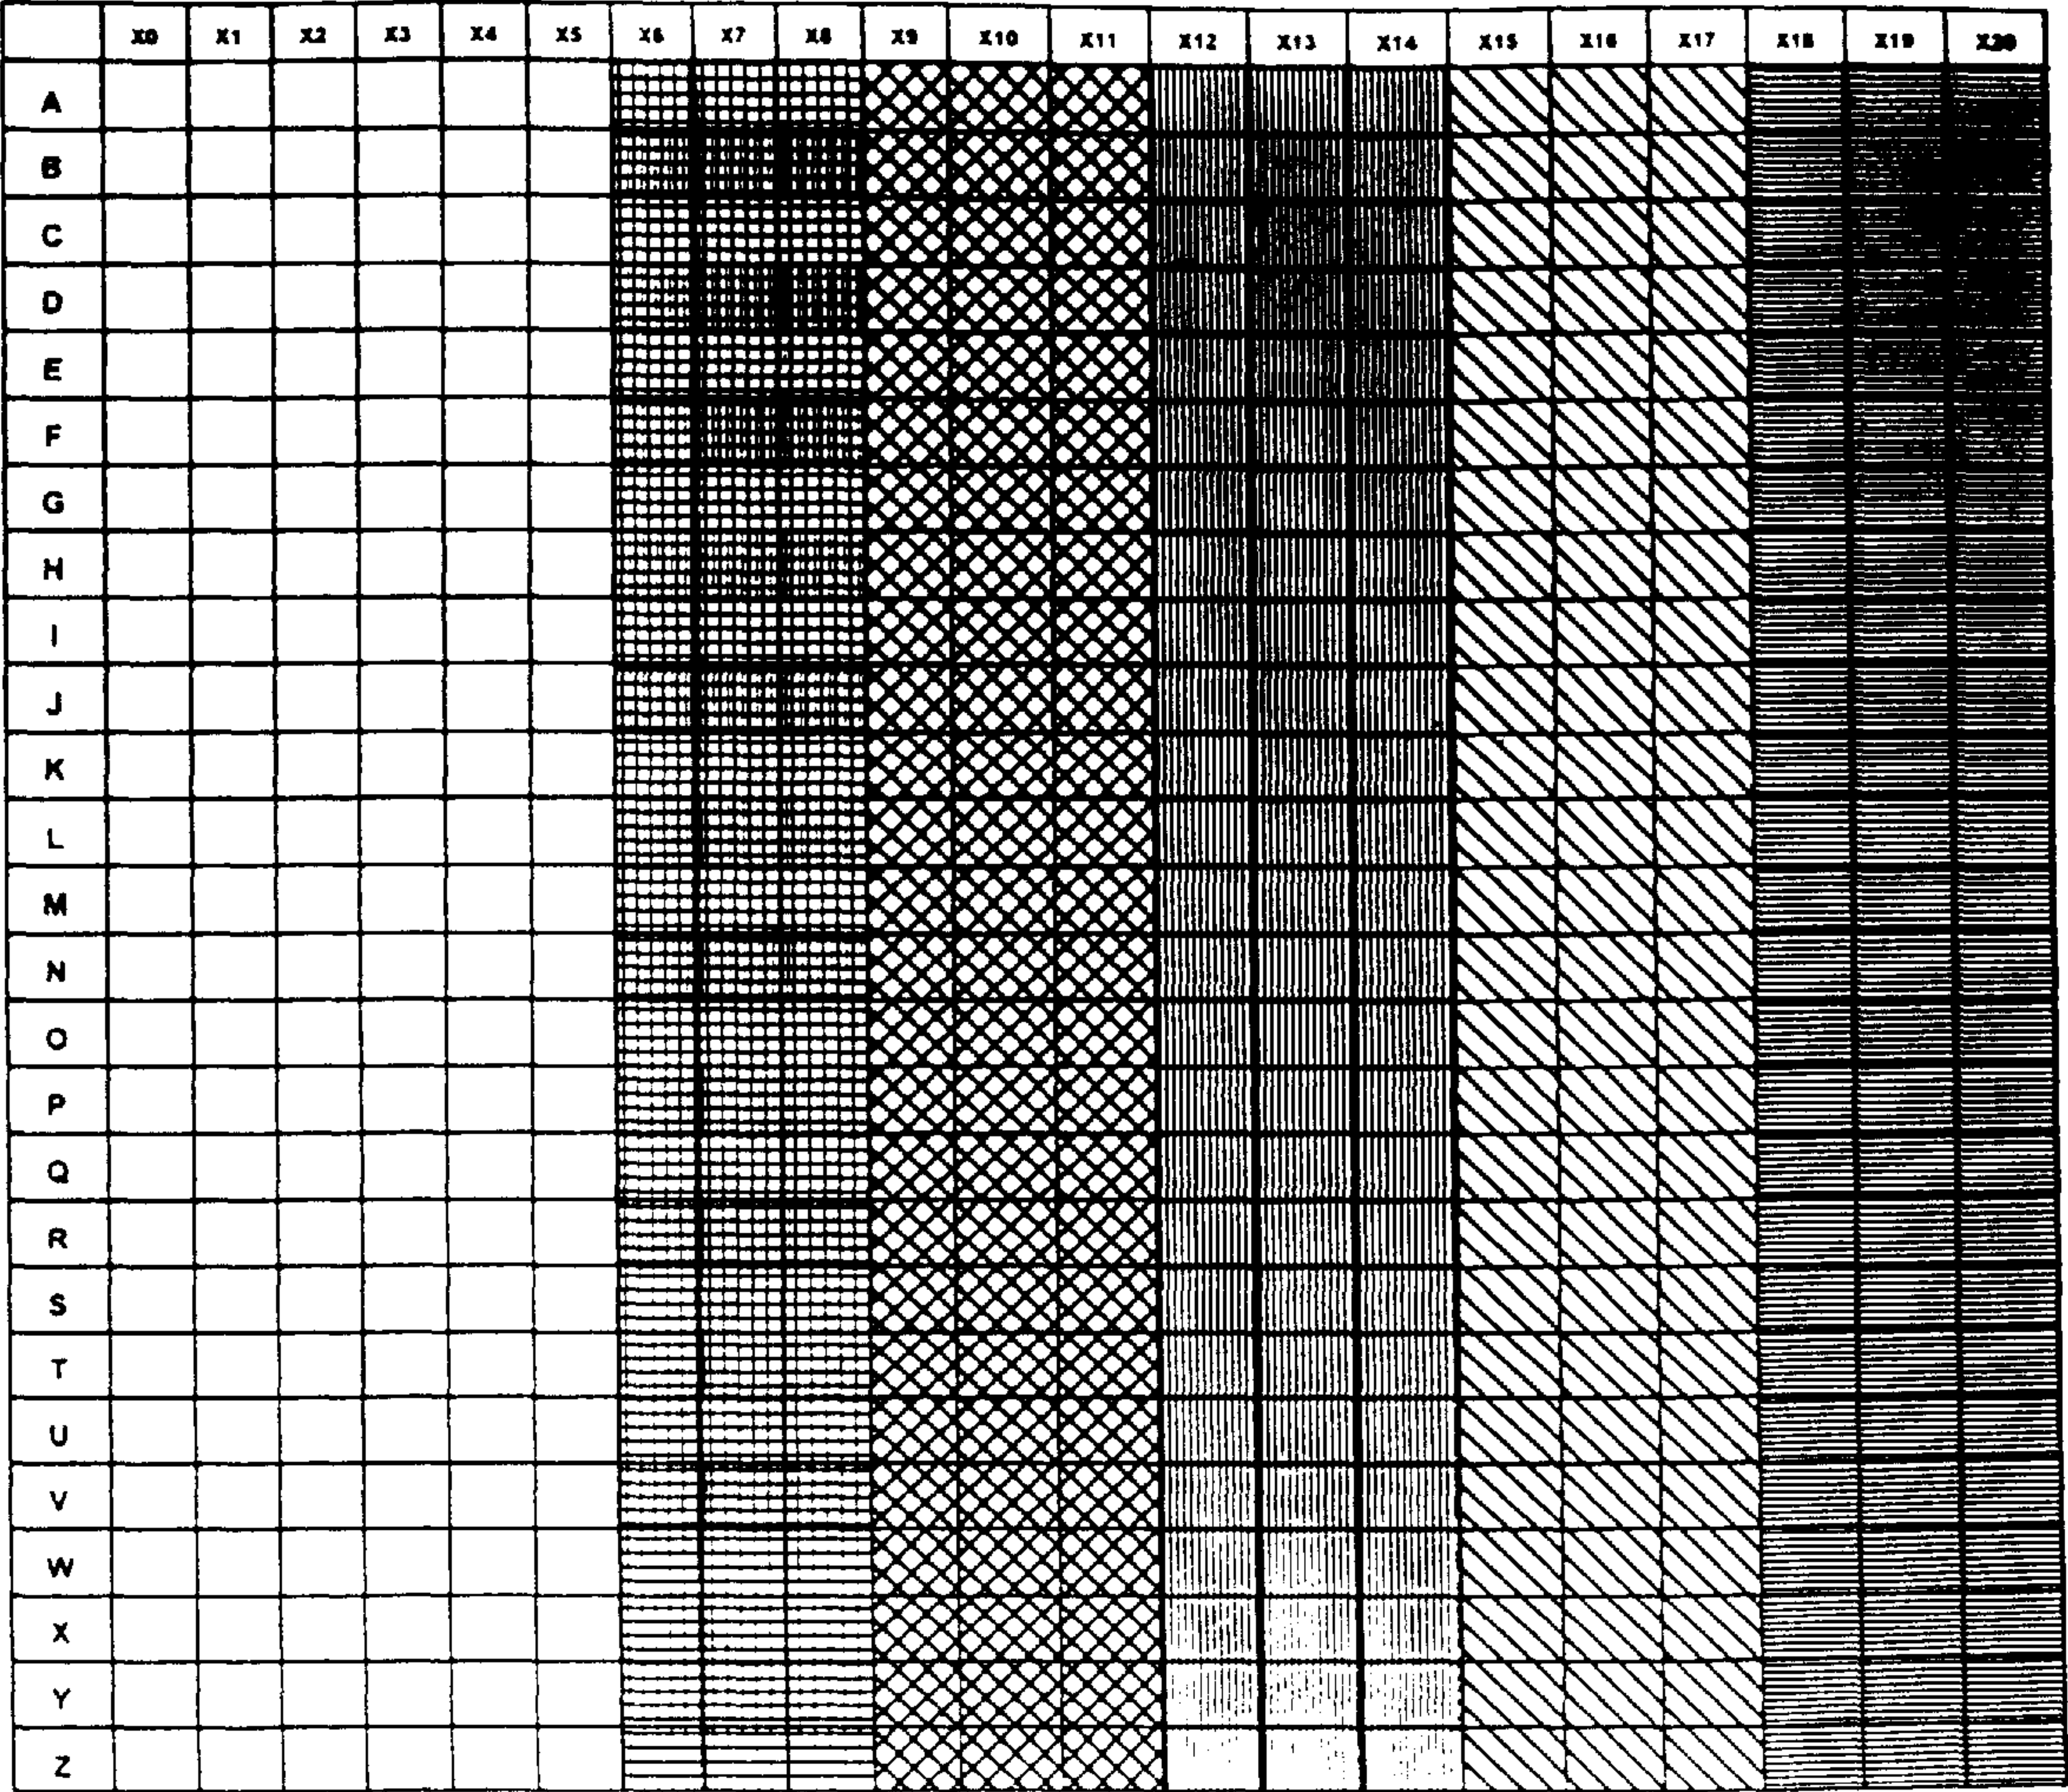 X0 X1 X2 X3 X4 X5 X6 X7 X8 X9 X10 X11 X12 X13 X14 X15 X16 X17 X18 X19 X20
A
B
C
D
E
F
G
H
I
J
K
L
M
N
O
P
Q
R
S
T
U
V
W
X
Y
Z